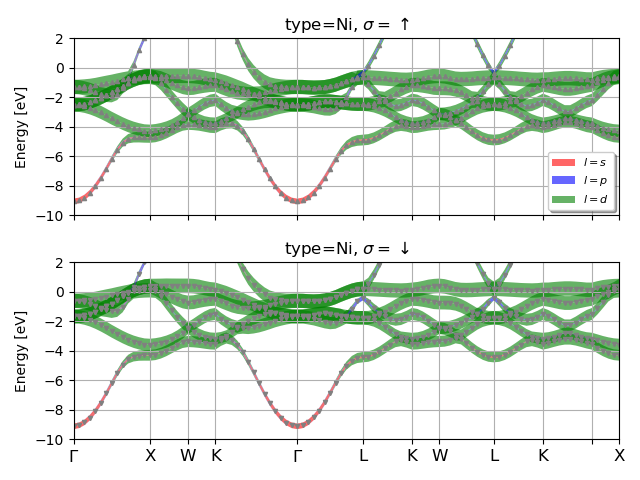 type=Ni, σ = ↑
Energy [eV]
2
0
−2
−4
−6
−8
−10
l = s
l = p
l = d
type=Ni, σ = ↓
Energy [eV]
2
0
−2
−4
−6
−8
−10
Γ X W K Γ L K W L K X